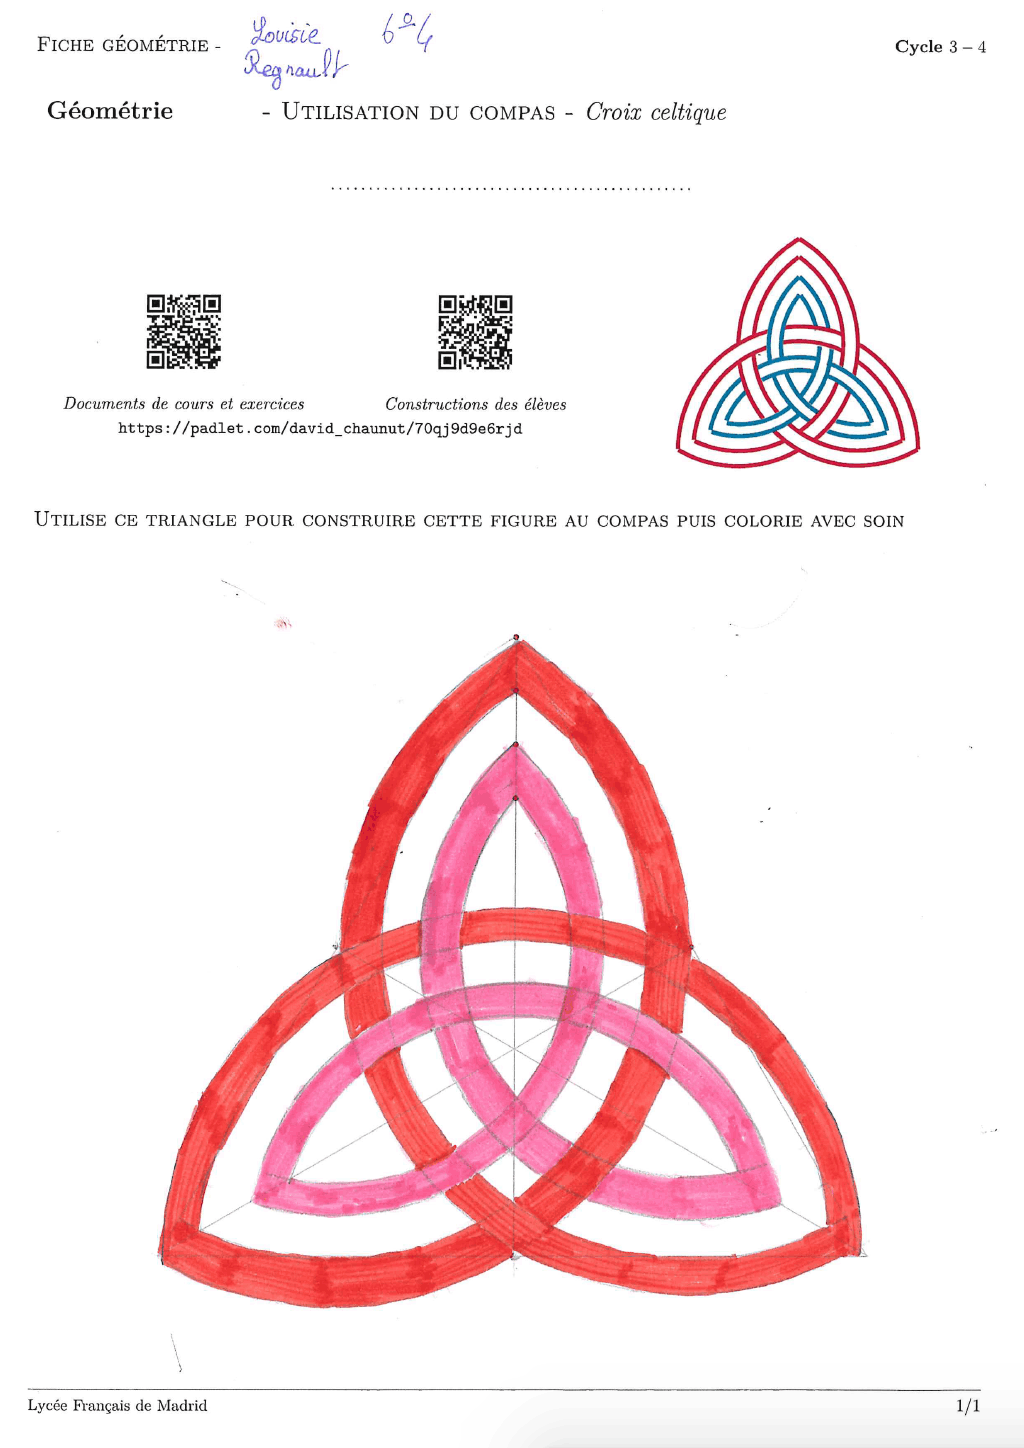 FICHE GÉOMÉTRIE - Louisie 6º4 Cycle 3 – 4
Regnault
Géométrie - UTILISATION DU COMPAS - Croix celtique
Documents de cours et exercices Constructions des élèves
https://padlet.com/david_chaunut/70qj9d9e6rjd
UTILISE CE TRIANGLE POUR CONSTRUIRE CETTE FIGURE AU COMPAS PUIS COLORIE AVEC SOIN
Lycée Français de Madrid 1/1